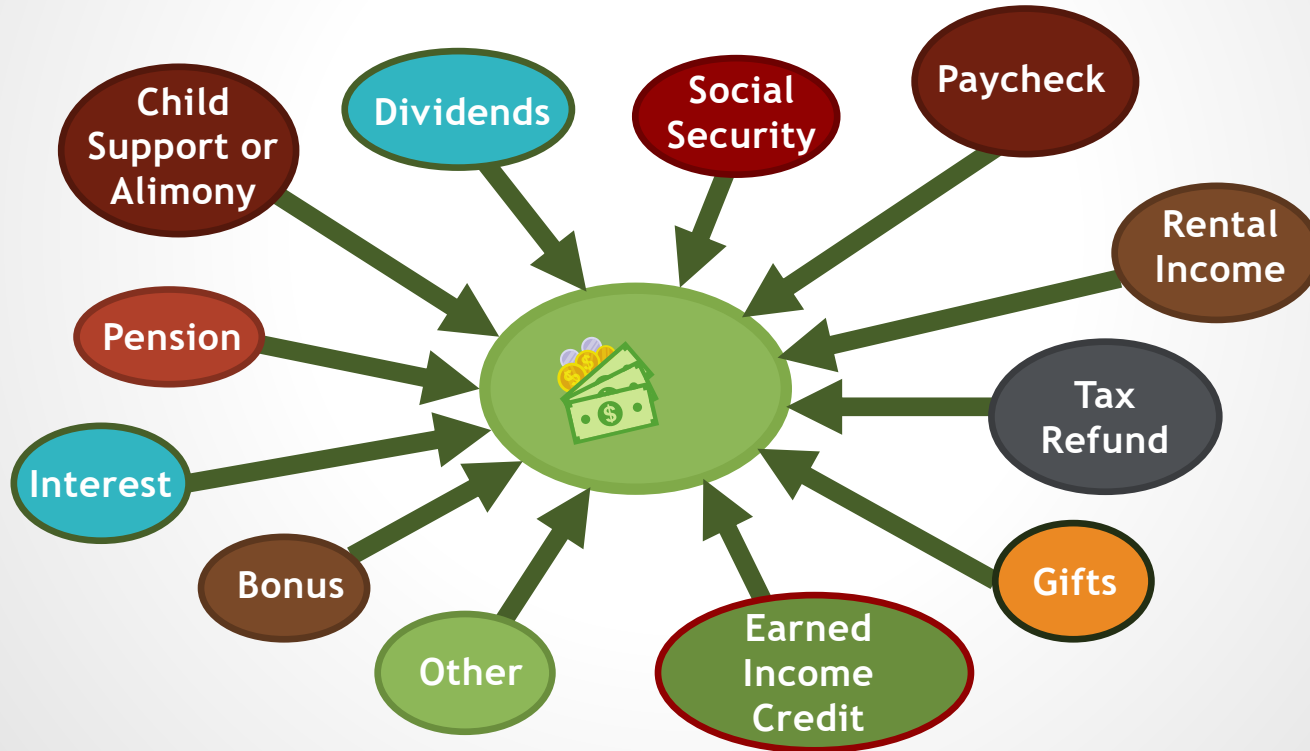 Child
Support or
Alimony
Dividends
Social
Security
Paycheck
Rental
Income
Pension
Tax
Refund
Interest
Bonus
Gifts
Other
Earned
Income
Credit